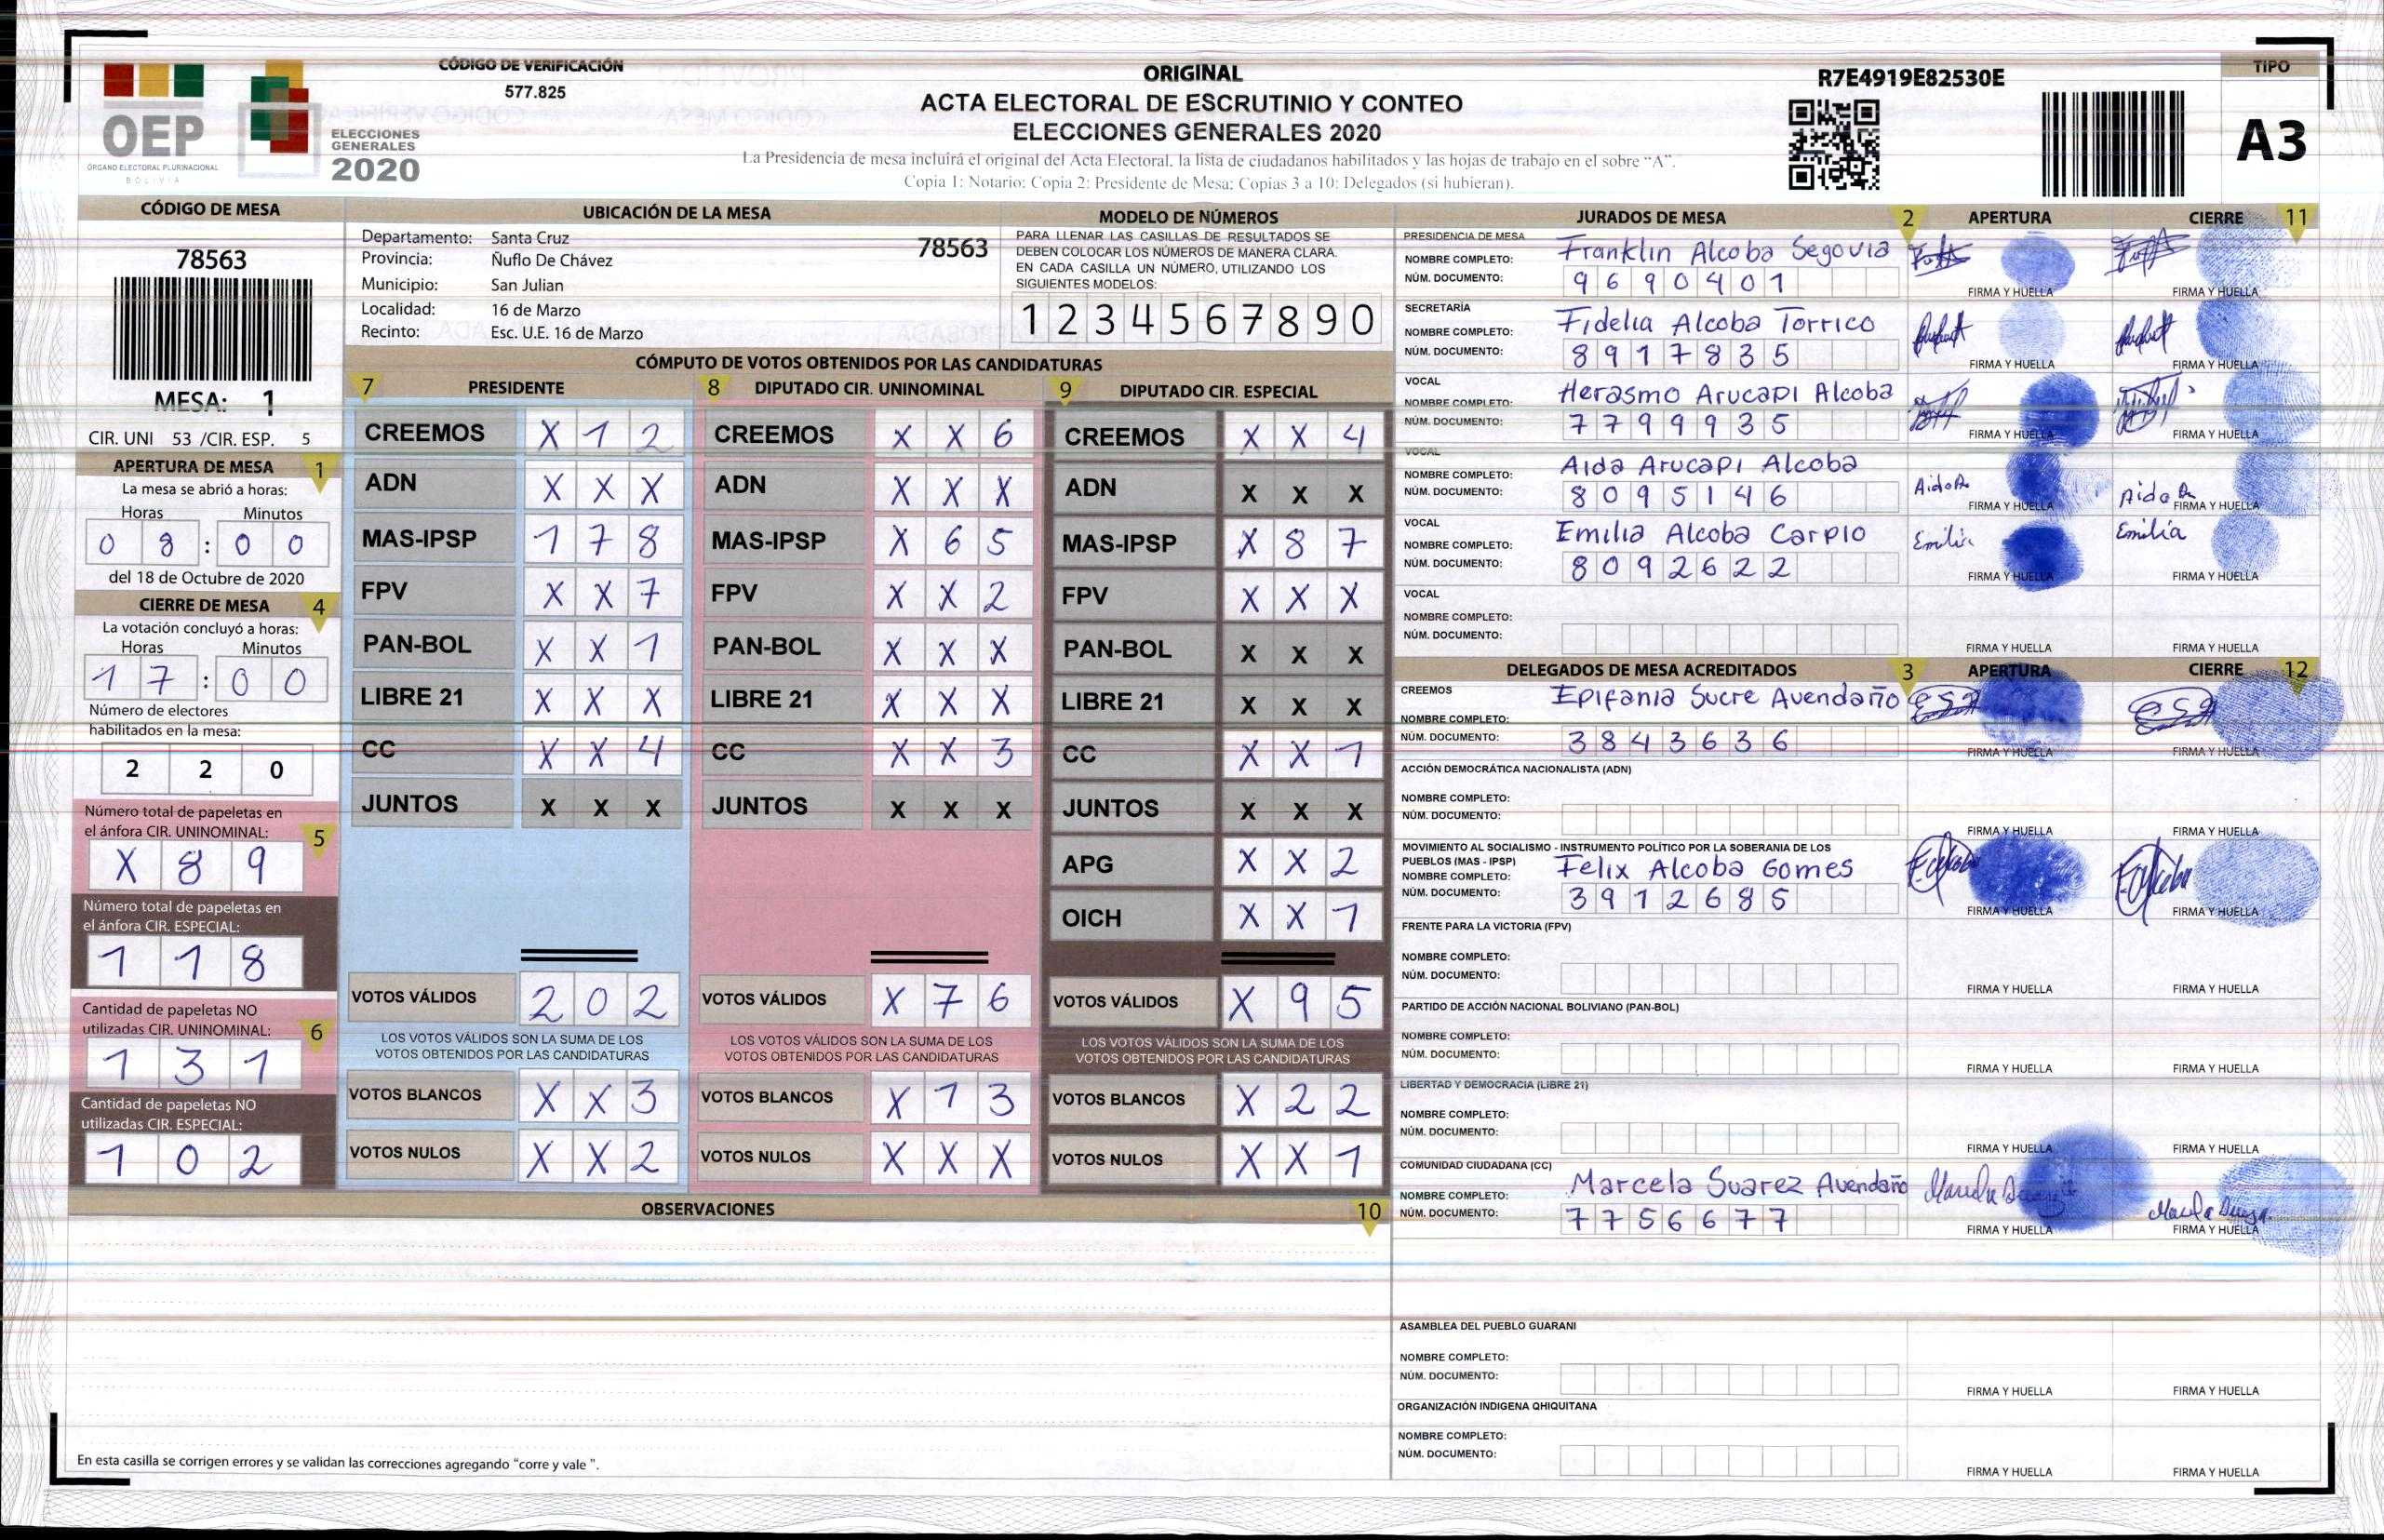 CÓDIGO DE VERIFICACIÓN
577.825
OEP
ÓRGANO ELECTORAL PLURINACIONAL
BOLIVIA
ELECCIONES
GENERALES
2020
ORIGINAL
ACTA ELECTORAL DE ESCRUTINIO Y CONTEO
ELECCIONES GENERALES 2020
La Presidencia de mesa incluirá el original del Acta Electoral, la lista de ciudadanos habilitados y las hojas de trabajo en el sobre "A".
Copia 1: Notario; Copia 2: Presidente de Mesa; Copias 3 a 10: Delegados (si hubieran).
R7E4919E82530E
TIPO
A3
CÓDIGO DE MESA
78563
MESA: 1
CIR. UNI 53 /CIR. ESP. 5
APERTURA DE MESA 1
La mesa se abrió a horas:
Horas Minutos
0 8 : 0 0
del 18 de Octubre de 2020
CIERRE DE MESA 4
La votación concluyó a horas:
Horas Minutos
1 7 : 0 0
Número de electores
habilitados en la mesa:
2 2 0
Número total de papeletas en
el ánfora CIR. UNINOMINAL: 5
X 8 9
Número total de papeletas en
el ánfora CIR. ESPECIAL:
1 1 8
Cantidad de papeletas NO
utilizadas CIR. UNINOMINAL: 6
1 3 1
Cantidad de papeletas NO
utilizadas CIR. ESPECIAL:
1 0 2
UBICACIÓN DE LA MESA
Departamento: Santa Cruz 78563
Provincia: Ñuflo De Chávez
Municipio: San Julian
Localidad: 16 de Marzo
Recinto: Esc. U.E. 16 de Marzo
MODELO DE NÚMEROS
PARA LLENAR LAS CASILLAS DE RESULTADOS SE
DEBEN COLOCAR LOS NÚMEROS DE MANERA CLARA.
EN CADA CASILLA UN NÚMERO, UTILIZANDO LOS
SIGUIENTES MODELOS:
1 2 3 4 5 6 7 8 9 0
CÓMPUTO DE VOTOS OBTENIDOS POR LAS CANDIDATURAS
7 PRESIDENTE
CREEMOS X 1 2
ADN X X X
MAS-IPSP 1 7 8
FPV X X 7
PAN-BOL X X 1
LIBRE 21 X X X
CC X X 4
JUNTOS X X X
VOTOS VÁLIDOS 2 0 2
LOS VOTOS VÁLIDOS SON LA SUMA DE LOS
VOTOS OBTENIDOS POR LAS CANDIDATURAS
VOTOS BLANCOS X X 3
VOTOS NULOS X X 2
8 DIPUTADO CIR. UNINOMINAL
CREEMOS X X 6
ADN X X X
MAS-IPSP X 6 5
FPV X X 2
PAN-BOL X X X
LIBRE 21 X X X
CC X X 3
JUNTOS X X X
VOTOS VÁLIDOS X 7 6
LOS VOTOS VÁLIDOS SON LA SUMA DE LOS
VOTOS OBTENIDOS POR LAS CANDIDATURAS
VOTOS BLANCOS X 1 3
VOTOS NULOS X X X
9 DIPUTADO CIR. ESPECIAL
CREEMOS X X 4
ADN X X X
MAS-IPSP X 8 7
FPV X X X
PAN-BOL X X X
LIBRE 21 X X X
CC X X 1
JUNTOS X X X
APG X X 2
OICH X X 1
VOTOS VÁLIDOS X 9 5
LOS VOTOS VÁLIDOS SON LA SUMA DE LOS
VOTOS OBTENIDOS POR LAS CANDIDATURAS
VOTOS BLANCOS X 2 2
VOTOS NULOS X X 1
OBSERVACIONES 10
En esta casilla se corrigen errores y se validan las correcciones agregando "corre y vale ".
JURADOS DE MESA 2 APERTURA CIERRE 11
PRESIDENCIA DE MESA
NOMBRE COMPLETO: Franklin Alcoba Segovia
NÚM. DOCUMENTO: 9690401
FIRMA Y HUELLA FIRMA Y HUELLA
SECRETARÍA
NOMBRE COMPLETO: Fidelia Alcoba Torrico
NÚM. DOCUMENTO: 8917835
FIRMA Y HUELLA FIRMA Y HUELLA
VOCAL
NOMBRE COMPLETO: Herasmo Arucapi Alcoba
NÚM. DOCUMENTO: 7799935
FIRMA Y HUELLA FIRMA Y HUELLA
VOCAL
NOMBRE COMPLETO: Aida Arucapi Alcoba
NÚM. DOCUMENTO: 8095146
FIRMA Y HUELLA FIRMA Y HUELLA
VOCAL
NOMBRE COMPLETO: Emilia Alcoba Carpio Emilia Emilia
NÚM. DOCUMENTO: 8092622
FIRMA Y HUELLA FIRMA Y HUELLA
VOCAL
NOMBRE COMPLETO:
NÚM. DOCUMENTO:
FIRMA Y HUELLA FIRMA Y HUELLA
DELEGADOS DE MESA ACREDITADOS 3 APERTURA CIERRE 12
CREEMOS
NOMBRE COMPLETO: Epifania Sucre Avendaño
NÚM. DOCUMENTO: 3843636
FIRMA Y HUELLA FIRMA Y HUELLA
ACCIÓN DEMOCRÁTICA NACIONALISTA (ADN)
NOMBRE COMPLETO:
NÚM. DOCUMENTO:
FIRMA Y HUELLA FIRMA Y HUELLA
MOVIMIENTO AL SOCIALISMO - INSTRUMENTO POLÍTICO POR LA SOBERANIA DE LOS
PUEBLOS (MAS - IPSP)
NOMBRE COMPLETO: Felix Alcoba Gomes
NÚM. DOCUMENTO: 3912685
FIRMA Y HUELLA FIRMA Y HUELLA
FRENTE PARA LA VICTORIA (FPV)
NOMBRE COMPLETO:
NÚM. DOCUMENTO:
FIRMA Y HUELLA FIRMA Y HUELLA
PARTIDO DE ACCIÓN NACIONAL BOLIVIANO (PAN-BOL)
NOMBRE COMPLETO:
NÚM. DOCUMENTO:
FIRMA Y HUELLA FIRMA Y HUELLA
LIBERTAD Y DEMOCRACIA (LIBRE 21)
NOMBRE COMPLETO:
NÚM. DOCUMENTO:
FIRMA Y HUELLA FIRMA Y HUELLA
COMUNIDAD CIUDADANA (CC)
NOMBRE COMPLETO: Marcela Suarez Avendaño
NÚM. DOCUMENTO: 7756677
FIRMA Y HUELLA FIRMA Y HUELLA
ASAMBLEA DEL PUEBLO GUARANI
NOMBRE COMPLETO:
NÚM. DOCUMENTO:
FIRMA Y HUELLA FIRMA Y HUELLA
ORGANIZACIÓN INDIGENA QHIQUITANA
NOMBRE COMPLETO:
NÚM. DOCUMENTO:
FIRMA Y HUELLA FIRMA Y HUELLA